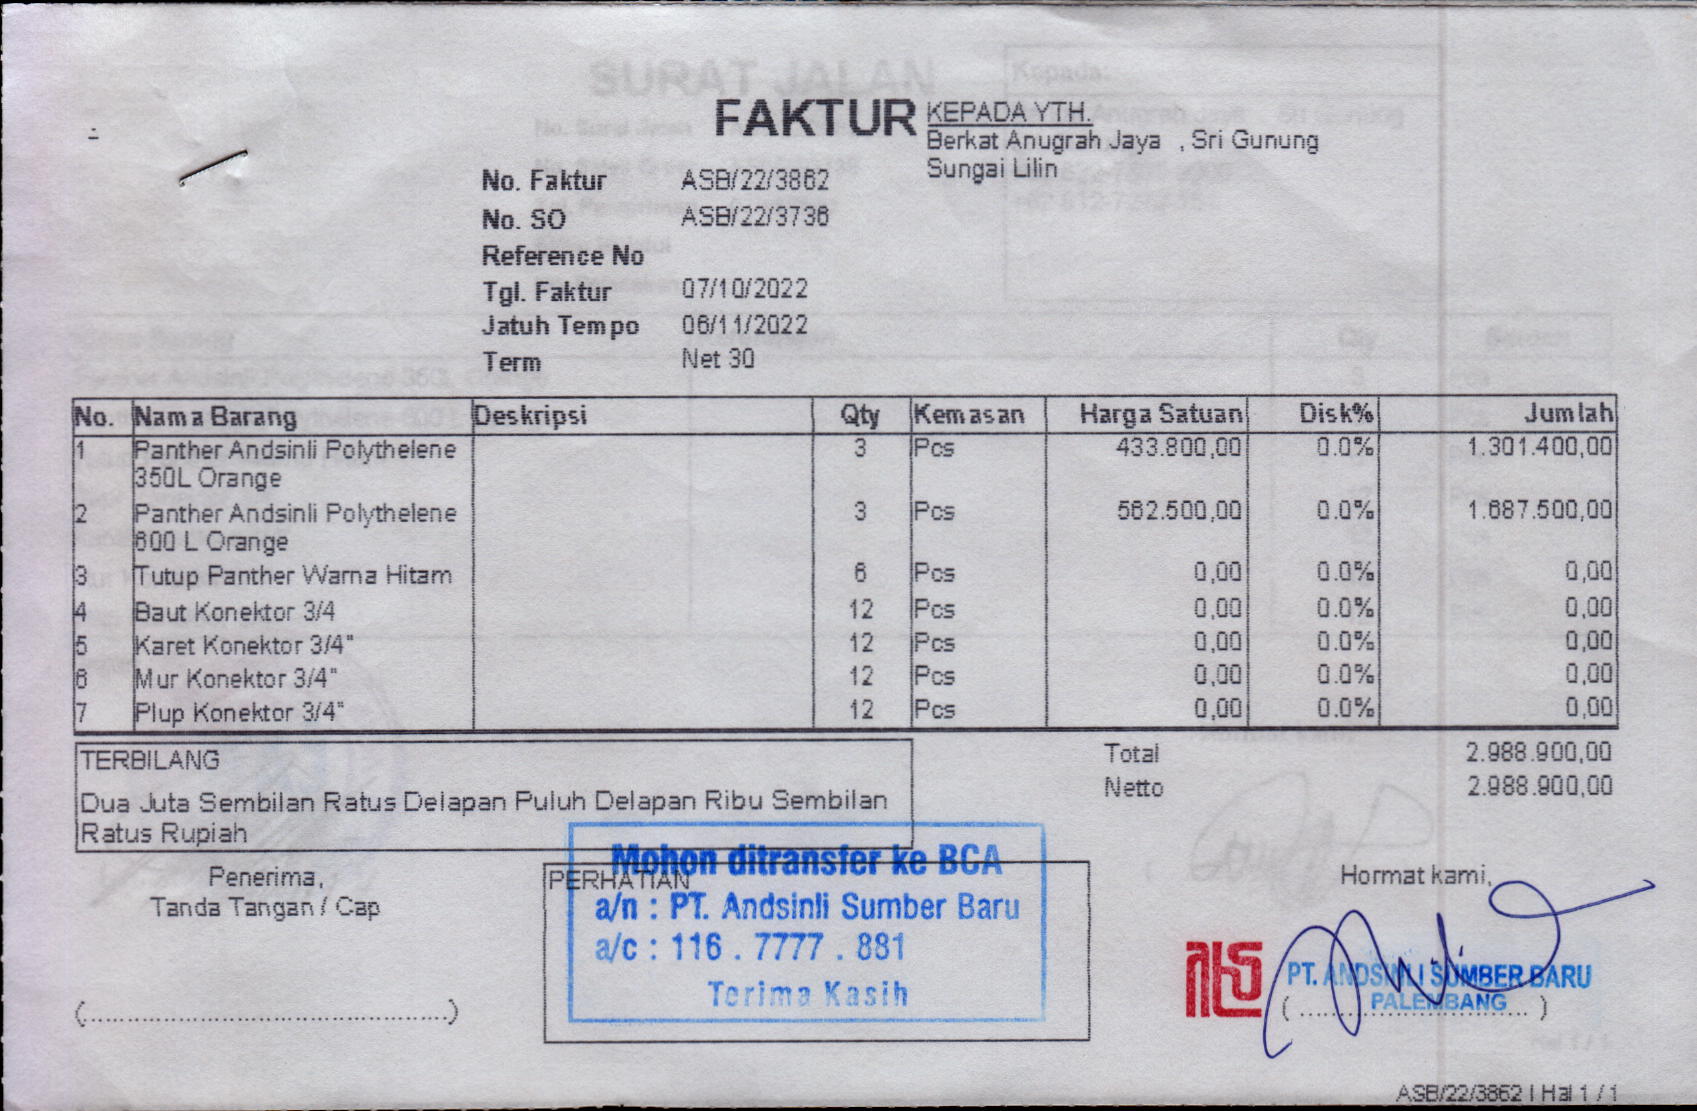 FAKTUR
KEPADA YTH.
Berkat Anugrah Jaya , Sri Gunung
Sungai Lilin
No. Faktur ASB/22/3862
No. SO ASB/22/3736
Reference No
Tgl. Faktur 07/10/2022
Jatuh Tempo 06/11/2022
Term Net 30
No. Nama Barang Deskripsi Qty Kemasan Harga Satuan Disk% Jumlah
1 Panther Andsinli Polythelene 3 Pcs 433.800,00 0.0% 1.301.400,00
350L Orange
2 Panther Andsinli Polythelene 3 Pcs 562.500,00 0.0% 1.687.500,00
600 L Orange
3 Tutup Panther Warna Hitam 6 Pcs 0,00 0.0% 0,00
4 Baut Konektor 3/4 12 Pcs 0,00 0.0% 0,00
5 Karet Konektor 3/4" 12 Pcs 0,00 0.0% 0,00
6 Mur Konektor 3/4" 12 Pcs 0,00 0.0% 0,00
7 Plup Konektor 3/4" 12 Pcs 0,00 0.0% 0,00
TERBILANG
Dua Juta Sembilan Ratus Delapan Puluh Delapan Ribu Sembilan
Ratus Rupiah
Total 2.988.900,00
Netto 2.988.900,00
Penerima,
Tanda Tangan / Cap
(..............................................)
PERHATIAN
Mohon ditransfer ke BCA
a/n : PT. Andsinli Sumber Baru
a/c : 116 . 7777 . 881
Terima Kasih
Hormat kami,
PT. ANDSINLI SUMBER BARU
PALEMBANG
( ............................. )
ASB/22/3862 | Hal 1 / 1